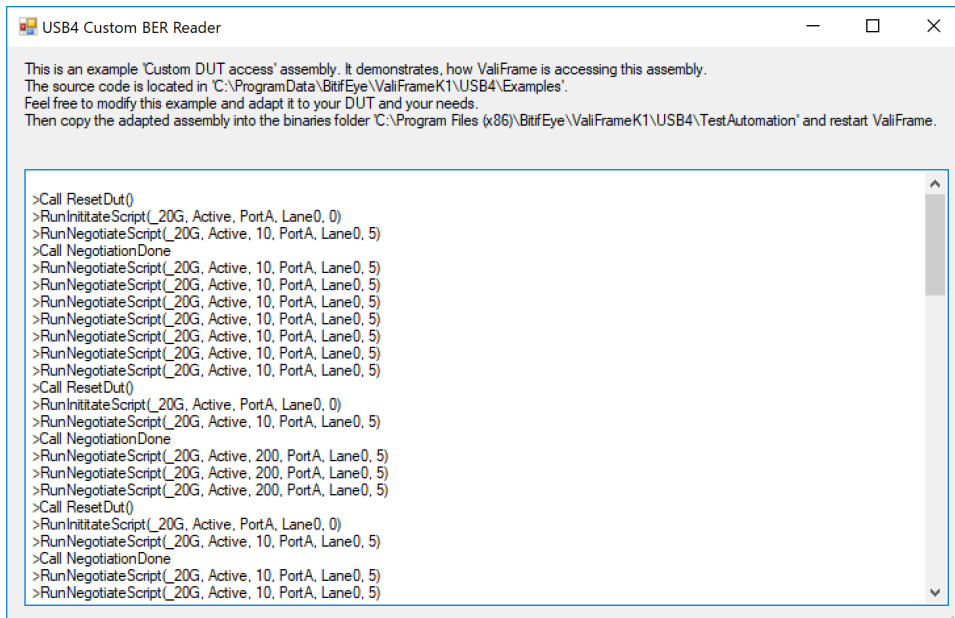 USB4 Custom BER Reader
This is an example 'Custom DUT access' assembly. It demonstrates, how ValiFrame is accessing this assembly.
The source code is located in 'C:\ProgramData\BitifEye\ValiFrameK1\USB4\Examples'.
Feel free to modify this example and adapt it to your DUT and your needs.
Then copy the adapted assembly into the binaries folder 'C:\Program Files (x86)\BitifEye\ValiFrameK1\USB4\TestAutomation' and restart ValiFrame.
>Call ResetDut()
>RunInititateScript(_20G, Active, PortA, Lane0, 0)
>RunNegotiateScript(_20G, Active, 10, PortA, Lane0, 5)
>Call NegotiationDone
>RunNegotiateScript(_20G, Active, 10, PortA, Lane0, 5)
>RunNegotiateScript(_20G, Active, 10, PortA, Lane0, 5)
>RunNegotiateScript(_20G, Active, 10, PortA, Lane0, 5)
>RunNegotiateScript(_20G, Active, 10, PortA, Lane0, 5)
>RunNegotiateScript(_20G, Active, 10, PortA, Lane0, 5)
>RunNegotiateScript(_20G, Active, 10, PortA, Lane0, 5)
>RunNegotiateScript(_20G, Active, 10, PortA, Lane0, 5)
>Call ResetDut()
>RunInititateScript(_20G, Active, PortA, Lane0, 0)
>RunNegotiateScript(_20G, Active, 10, PortA, Lane0, 5)
>Call NegotiationDone
>RunNegotiateScript(_20G, Active, 200, PortA, Lane0, 5)
>RunNegotiateScript(_20G, Active, 200, PortA, Lane0, 5)
>RunNegotiateScript(_20G, Active, 200, PortA, Lane0, 5)
>Call ResetDut()
>RunInititateScript(_20G, Active, PortA, Lane0, 0)
>RunNegotiateScript(_20G, Active, 10, PortA, Lane0, 5)
>Call NegotiationDone
>RunNegotiateScript(_20G, Active, 10, PortA, Lane0, 5)
>RunNegotiateScript(_20G, Active, 10, PortA, Lane0, 5)